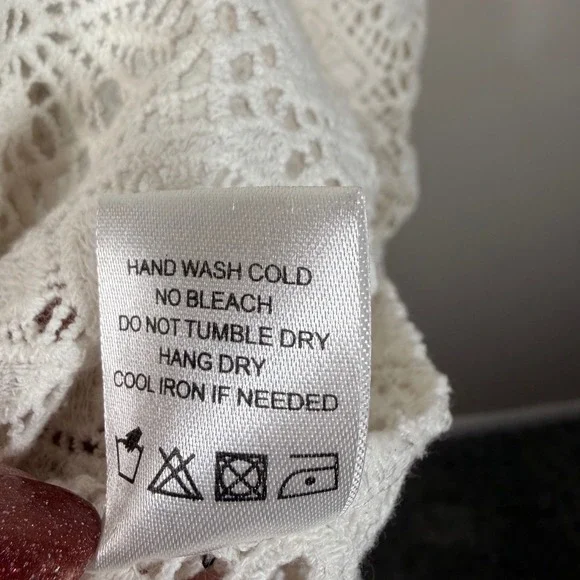 HAND WASH COLD
NO BLEACH
DO NOT TUMBLE DRY
HANG DRY
COOL IRON IF NEEDED